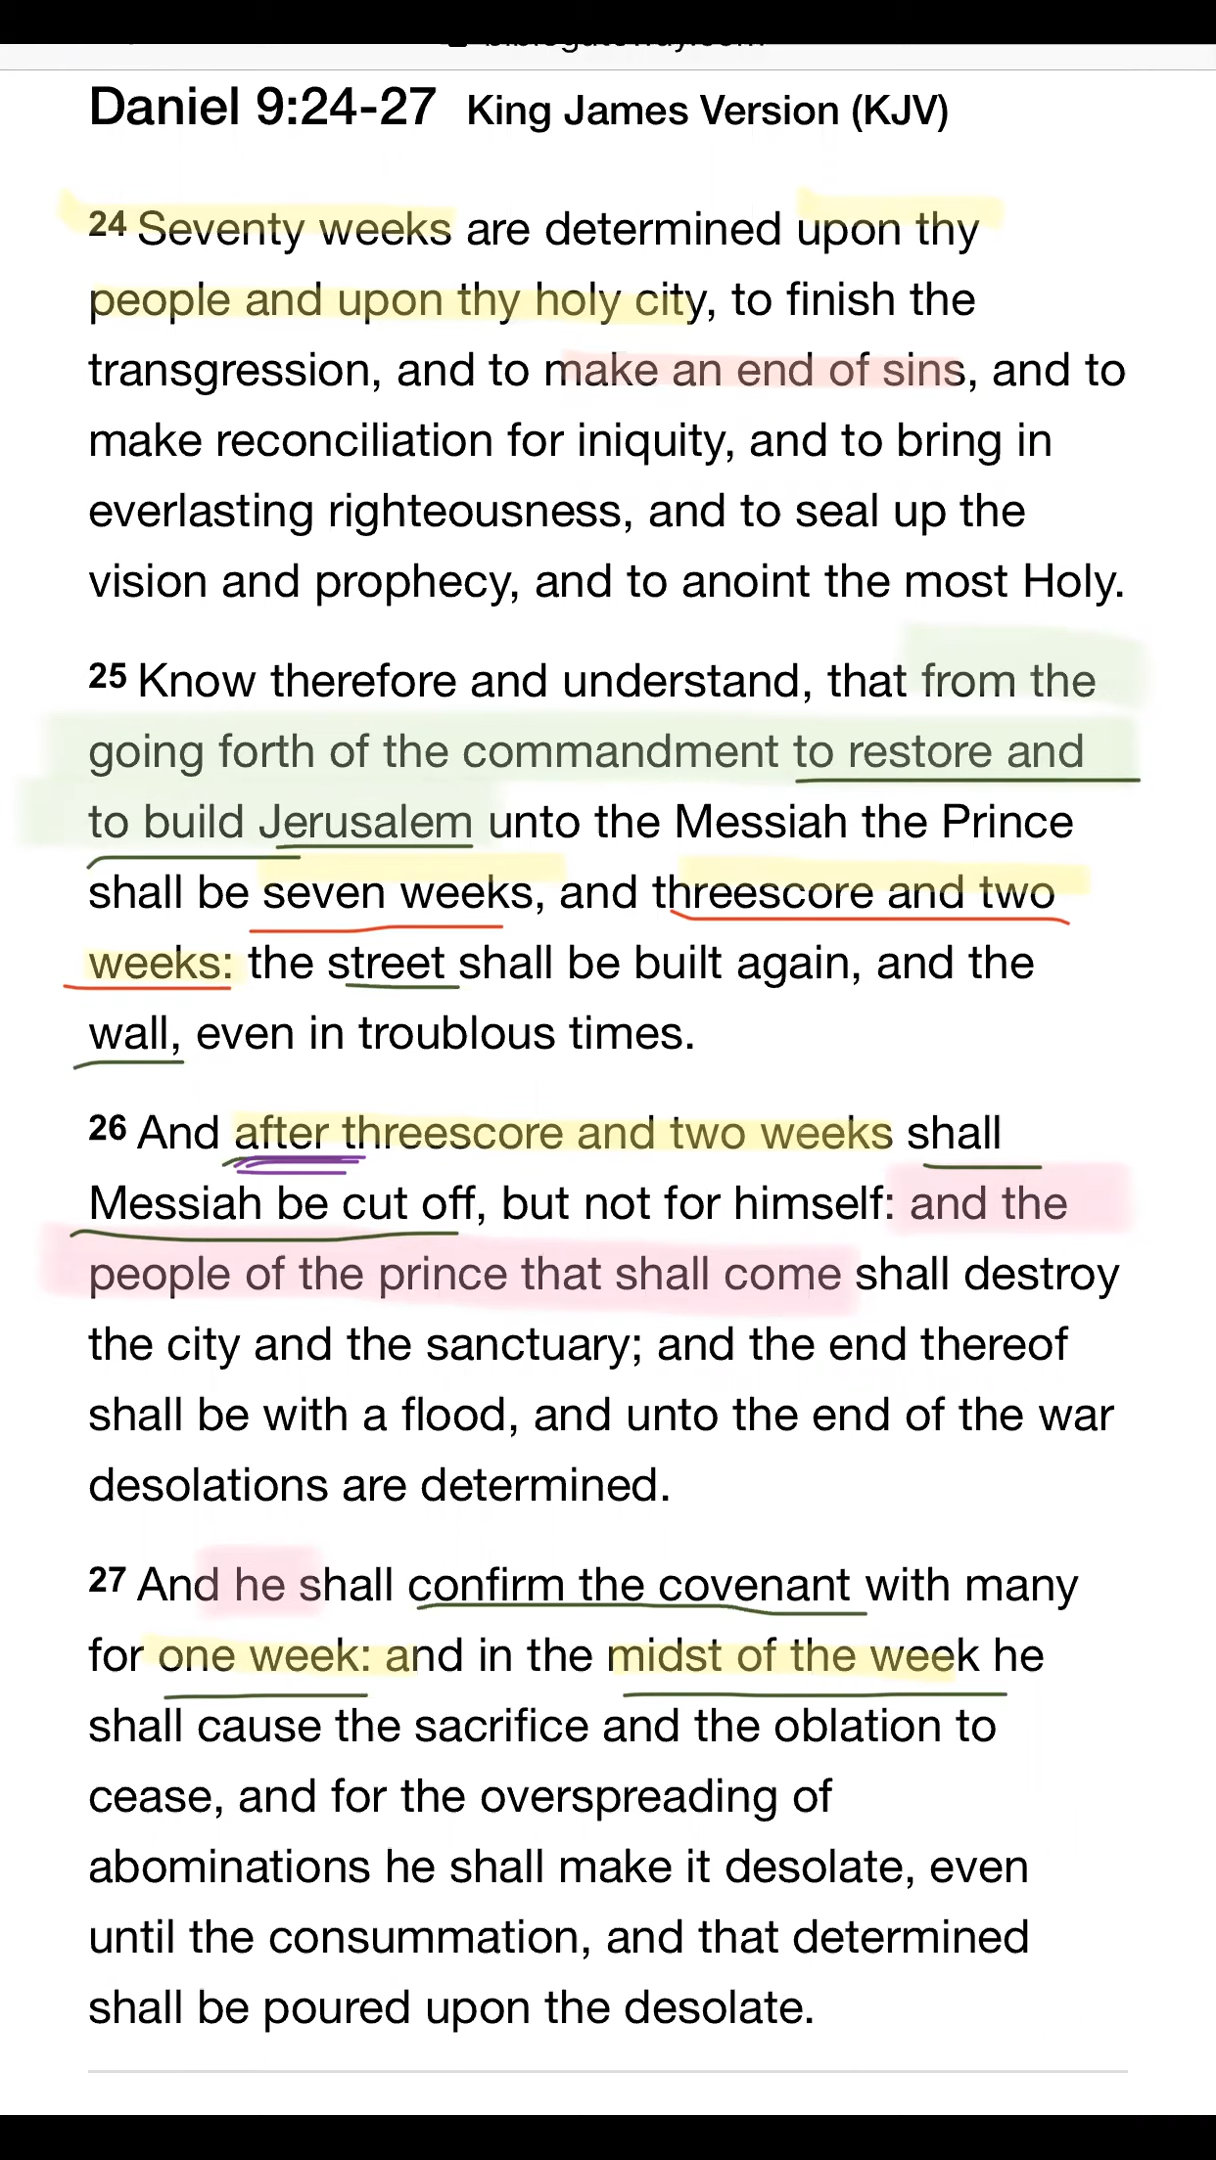 Daniel 9:24-27 King James Version (KJV)
24 Seventy weeks are determined upon thy
people and upon thy holy city, to finish the
transgression, and to make an end of sins, and to
make reconciliation for iniquity, and to bring in
everlasting righteousness, and to seal up the
vision and prophecy, and to anoint the most Holy.
25 Know therefore and understand, that from the
going forth of the commandment to restore and
to build Jerusalem unto the Messiah the Prince
shall be seven weeks, and threescore and two
weeks: the street shall be built again, and the
wall, even in troublous times.
26 And after threescore and two weeks shall
Messiah be cut off, but not for himself: and the
people of the prince that shall come shall destroy
the city and the sanctuary; and the end thereof
shall be with a flood, and unto the end of the war
desolations are determined.
27 And he shall confirm the covenant with many
for one week: and in the midst of the week he
shall cause the sacrifice and the oblation to
cease, and for the overspreading of
abominations he shall make it desolate, even
until the consummation, and that determined
shall be poured upon the desolate.